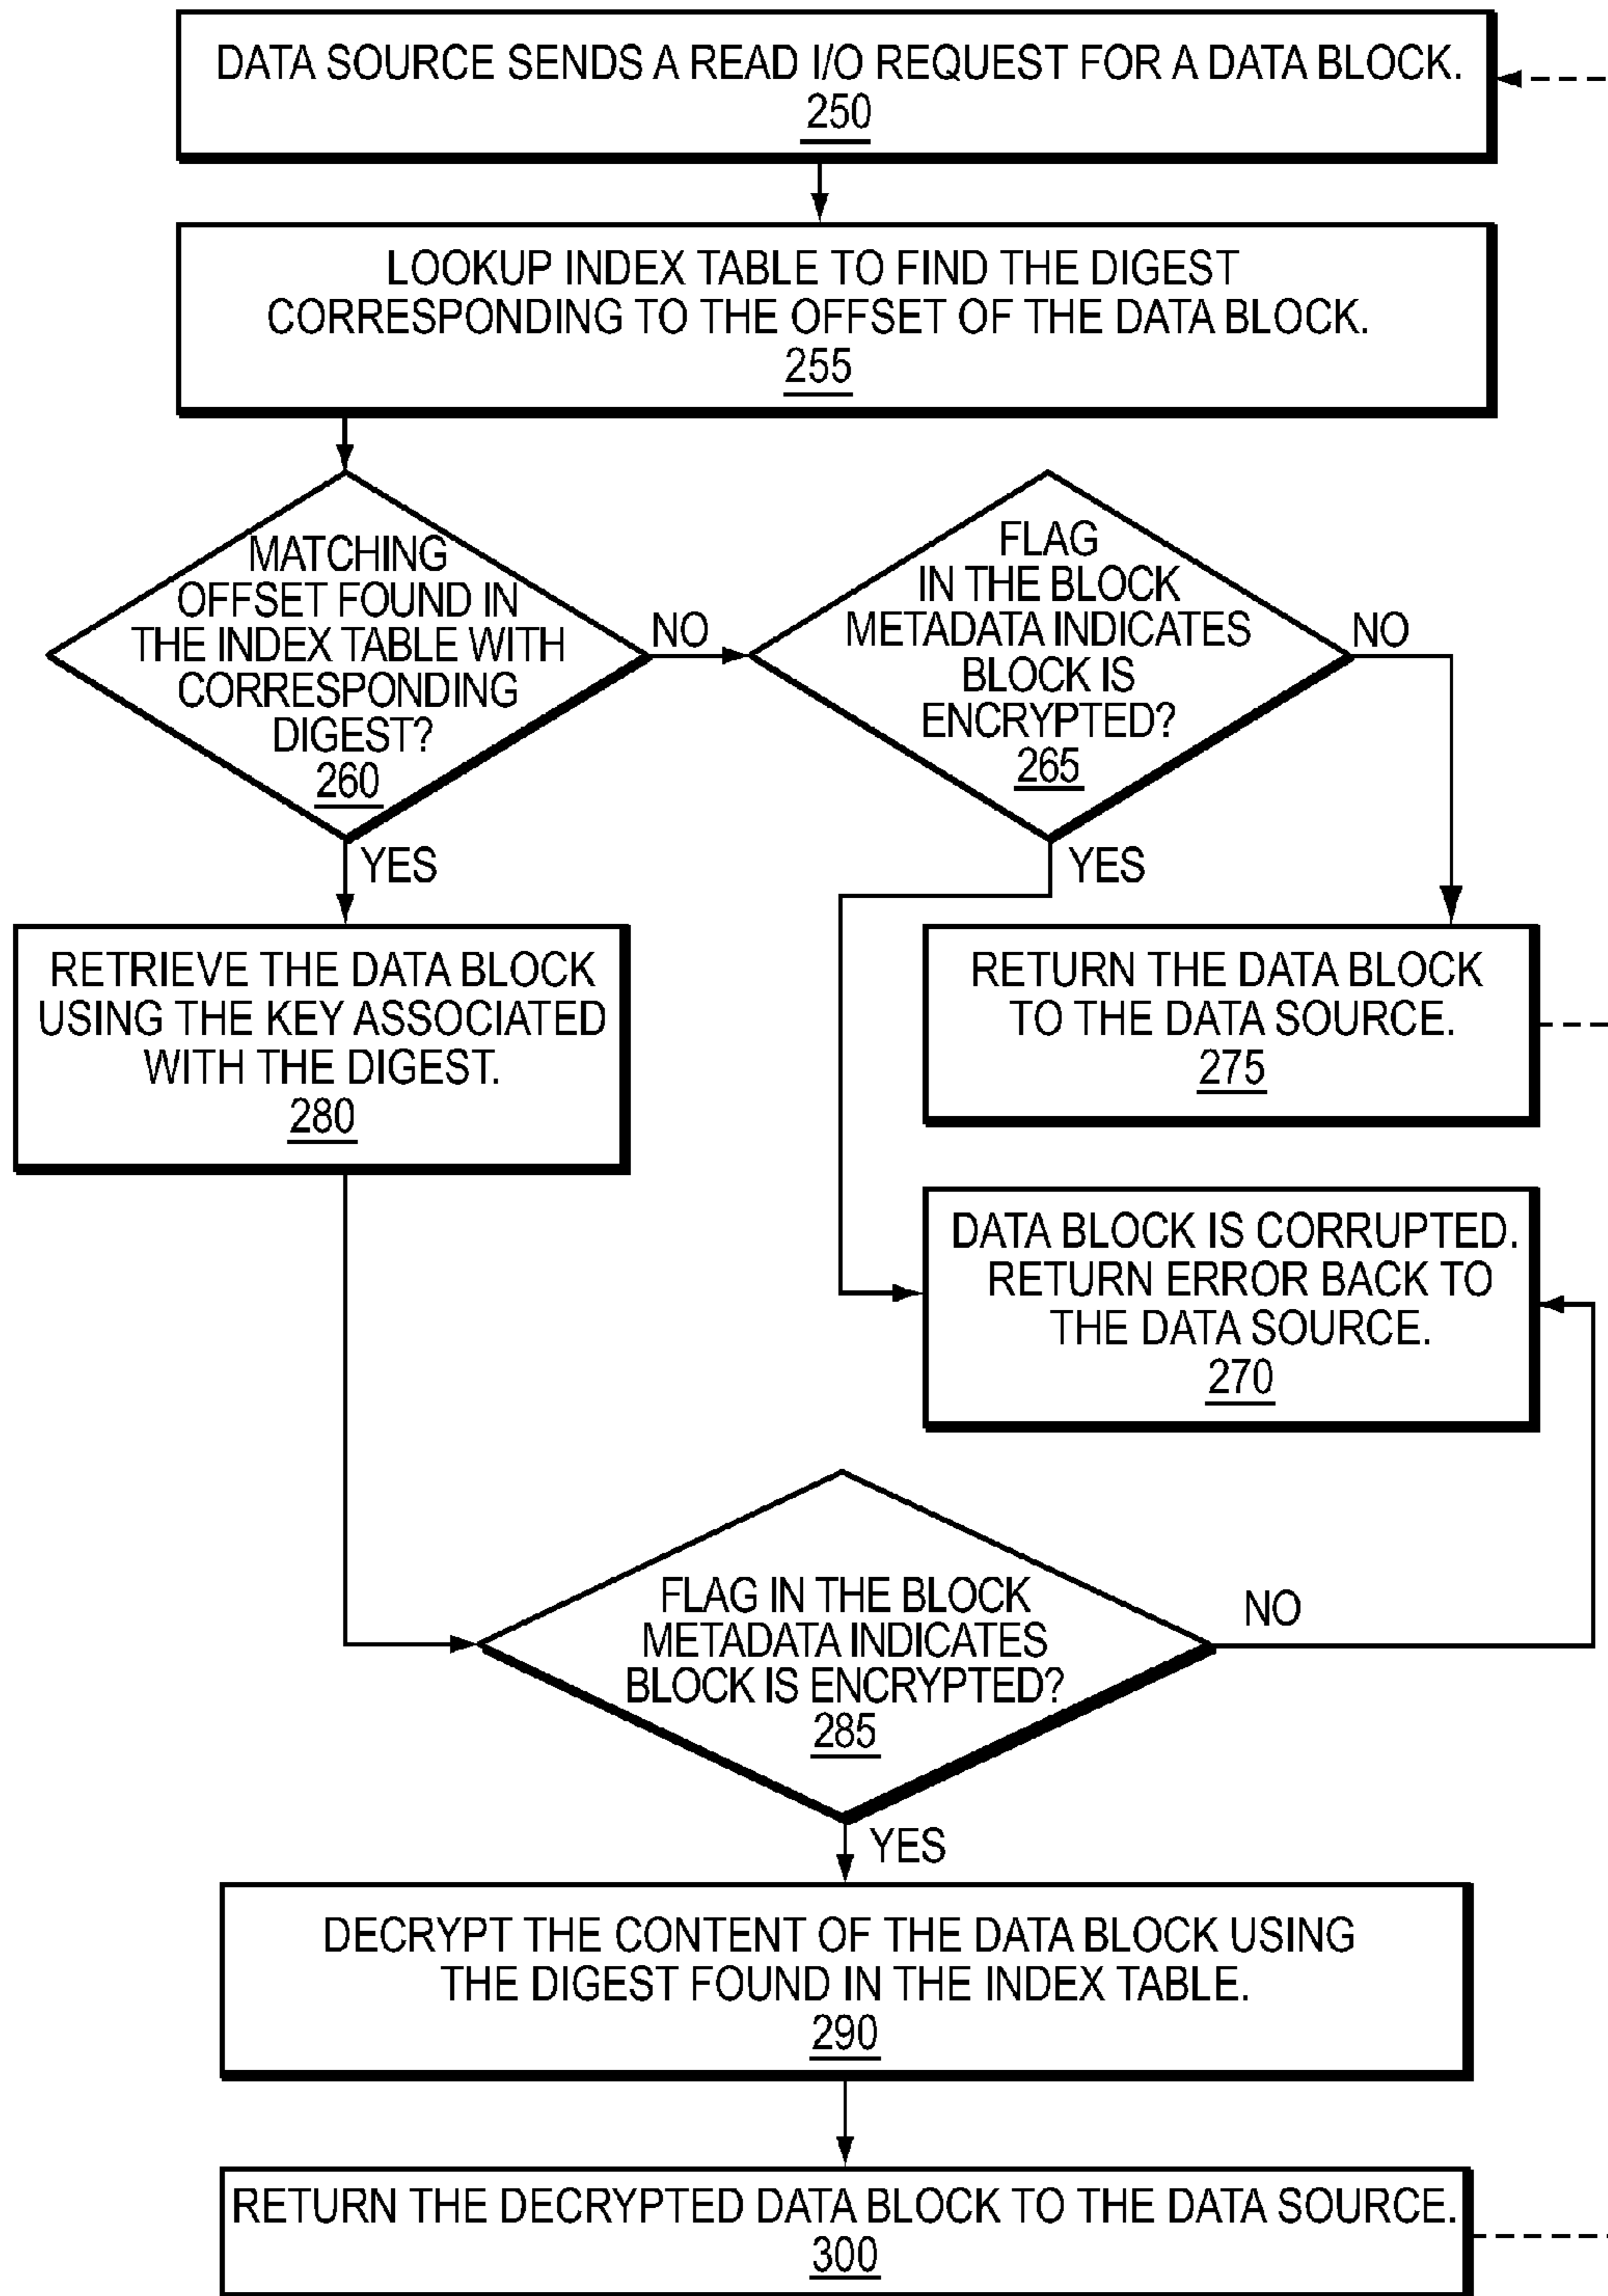 DATA SOURCE SENDS A READ I/O REQUEST FOR A DATA BLOCK.
250
LOOKUP INDEX TABLE TO FIND THE DIGEST
CORRESPONDING TO THE OFFSET OF THE DATA BLOCK.
255
MATCHING
OFFSET FOUND IN
THE INDEX TABLE WITH
CORRESPONDING
DIGEST?
260
NO
YES
FLAG
IN THE BLOCK
METADATA INDICATES
BLOCK IS
ENCRYPTED?
265
NO
YES
RETRIEVE THE DATA BLOCK
USING THE KEY ASSOCIATED
WITH THE DIGEST.
280
RETURN THE DATA BLOCK
TO THE DATA SOURCE.
275
DATA BLOCK IS CORRUPTED.
RETURN ERROR BACK TO
THE DATA SOURCE.
270
FLAG IN THE BLOCK
METADATA INDICATES
BLOCK IS ENCRYPTED?
285
NO
YES
DECRYPT THE CONTENT OF THE DATA BLOCK USING
THE DIGEST FOUND IN THE INDEX TABLE.
290
RETURN THE DECRYPTED DATA BLOCK TO THE DATA SOURCE.
300